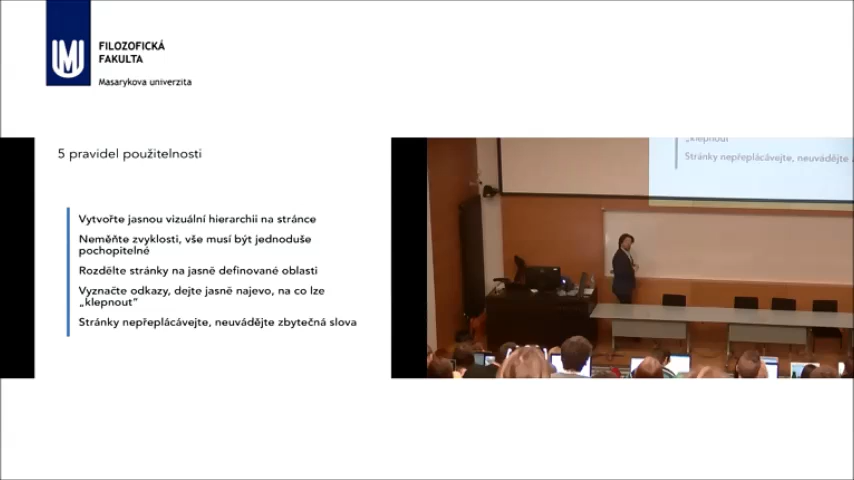 FILOZOFICKÁ
FAKULTA
Masarykova univerzita
5 pravidel použitelnosti
Vytvořte jasnou vizuální hierarchii na stránce
Neměňte zvyklosti, vše musí být jednoduše
pochopitelné
Rozdělte stránky na jasně definované oblasti
Vyznačte odkazy, dejte jasně najevo, na co lze
„klepnout"
Stránky nepřeplácávejte, neuvádějte zbytečná slova
„klepnout"
Stránky nepřeplácávejte, neuvádějte